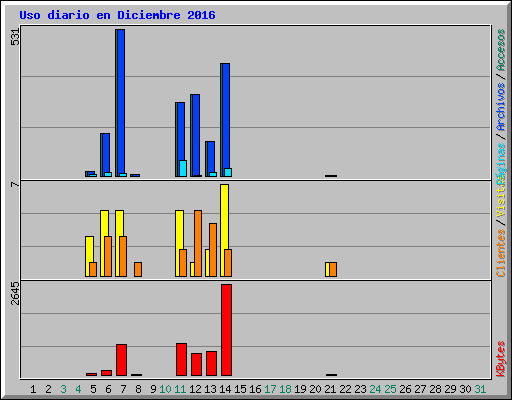 Uso diario en Diciembre 2016
531
7
2645
Clientes / Visitas
Páginas / Archivos / Accesos
KBytes
1 2 3 4 5 6 7 8 9 10 11 12 13 14 15 16 17 18 19 20 21 22 23 24 25 26 27 28 29 30 31